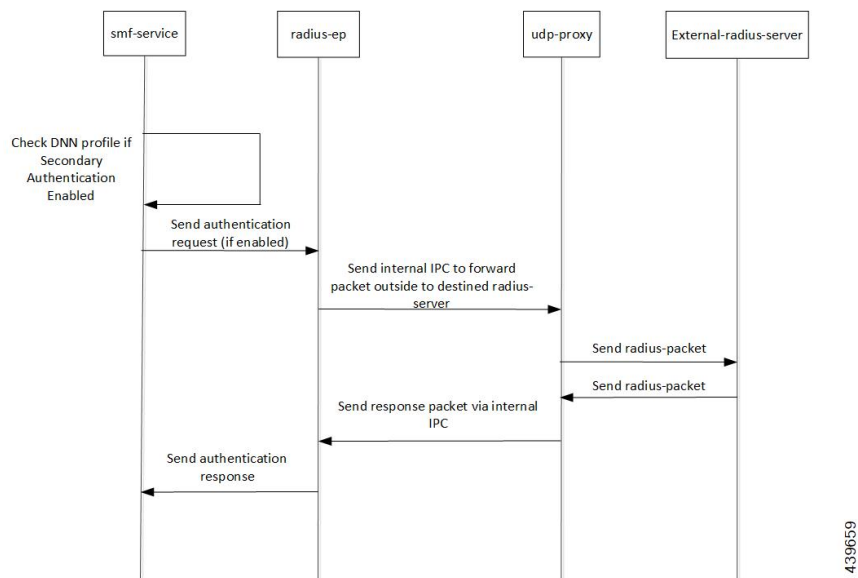 smf-service
radius-ep
udp-proxy
External-radius-server
Check DNN profile if
Secondary
Authentication
Enabled
Send authentication
request (if enabled)
Send internal IPC to forward
packet outside to destined radius-
server
Send radius-packet
Send radius-packet
Send response packet via internal
IPC
Send authentication
response
439659